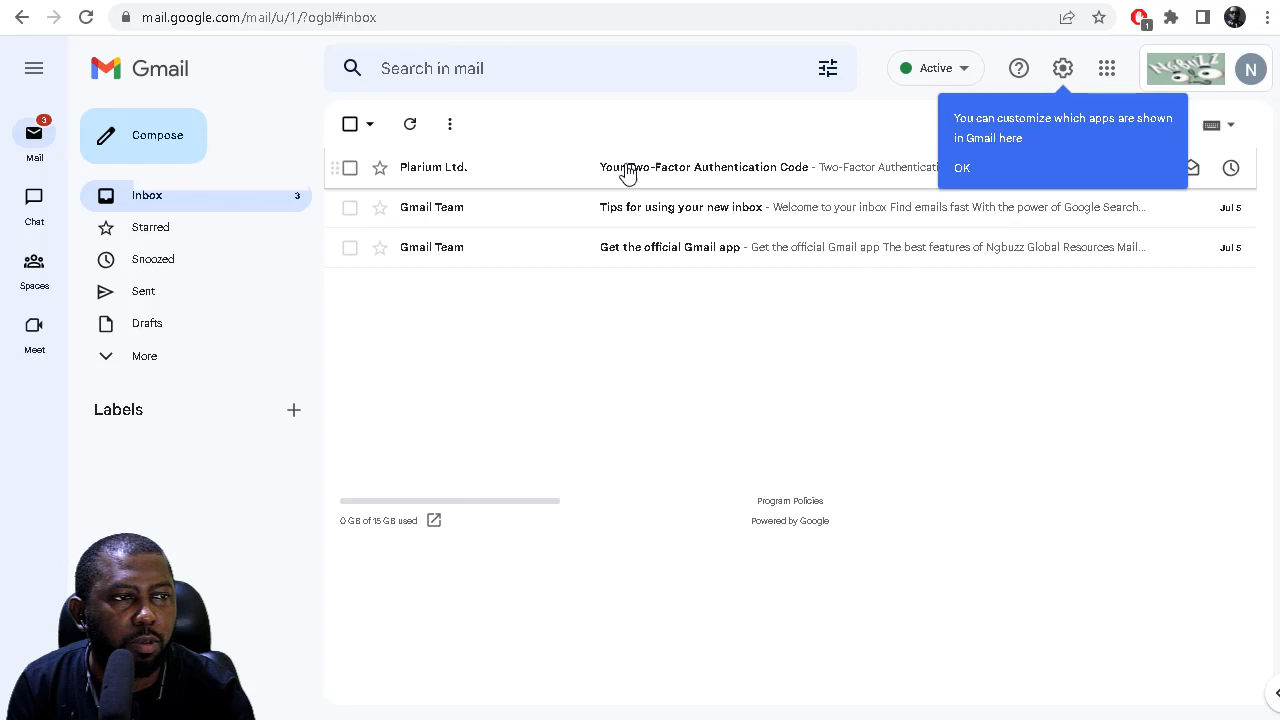 mail.google.com/mail/u/1/?ogbl#inbox
1
Gmail
Search in mail
Active
NGBUZZ
N
You can customize which apps are shown
in Gmail here
OK
3
Mail
Chat
Spaces
Meet
Compose
Inbox 3
Starred
Snoozed
Sent
Drafts
More
Labels
Plarium Ltd. Your Two-Factor Authentication Code - Two-Factor Authenticati
Gmail Team Tips for using your new inbox - Welcome to your inbox Find emails fast With the power of Google Search... Jul 5
Gmail Team Get the official Gmail app - Get the official Gmail app The best features of Ngbuzz Global Resources Mail... Jul 5
0 GB of 15 GB used
Program Policies
Powered by Google